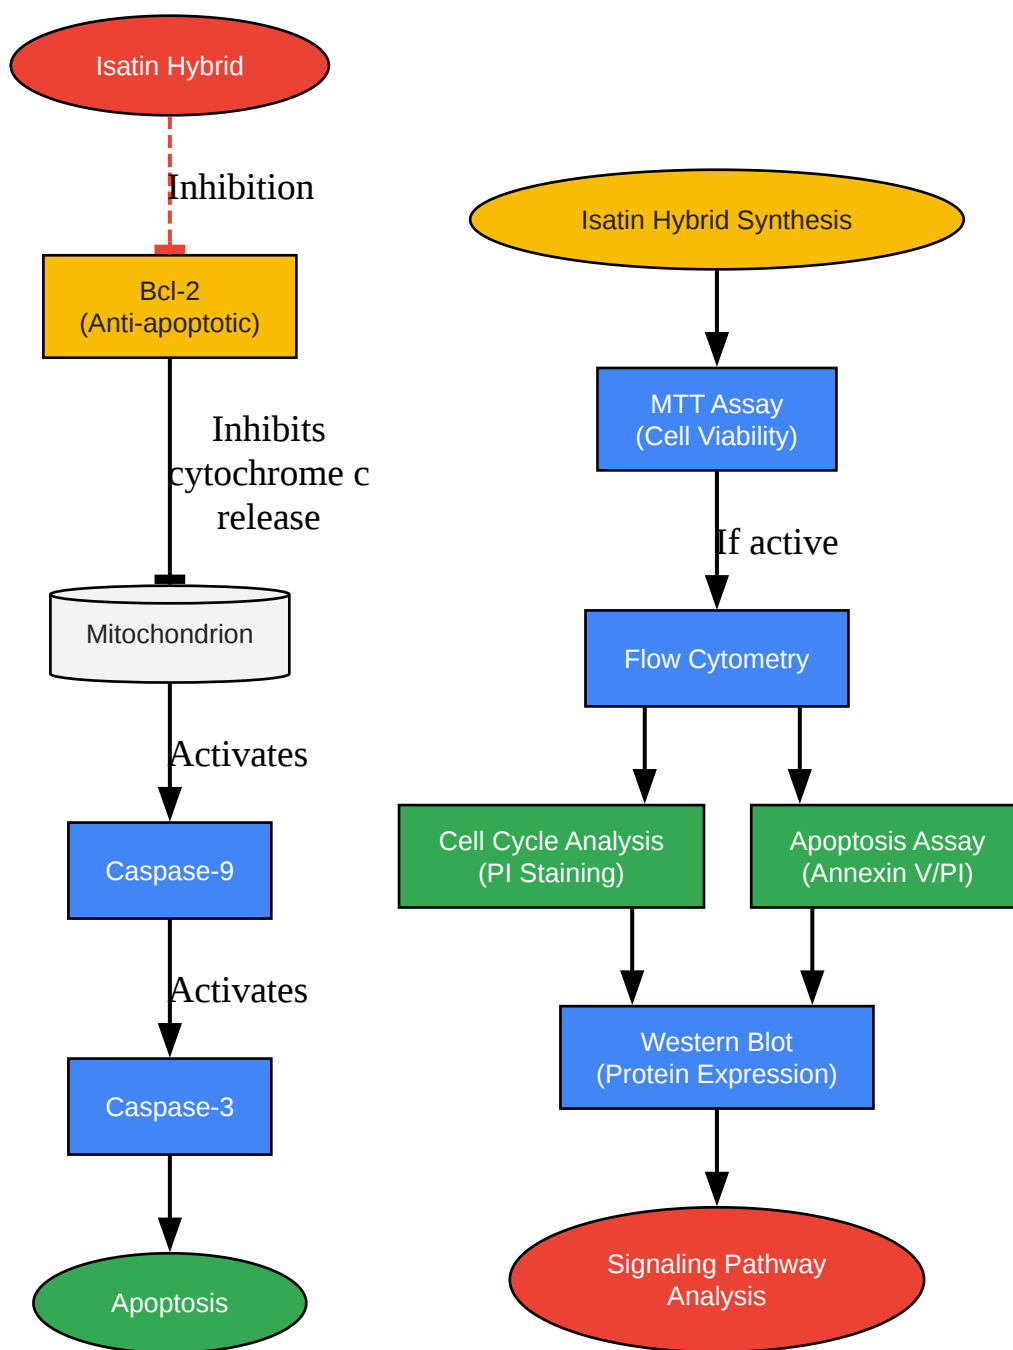 Isatin Hybrid
Inhibition
Bcl-2
(Anti-apoptotic)
Inhibits
cytochrome c
release
Mitochondrion
Activates
Caspase-9
Activates
Caspase-3
Apoptosis
Isatin Hybrid Synthesis
MTT Assay
(Cell Viability)
If active
Flow Cytometry
Cell Cycle Analysis
(PI Staining)
Apoptosis Assay
(Annexin V/PI)
Western Blot
(Protein Expression)
Signaling Pathway
Analysis